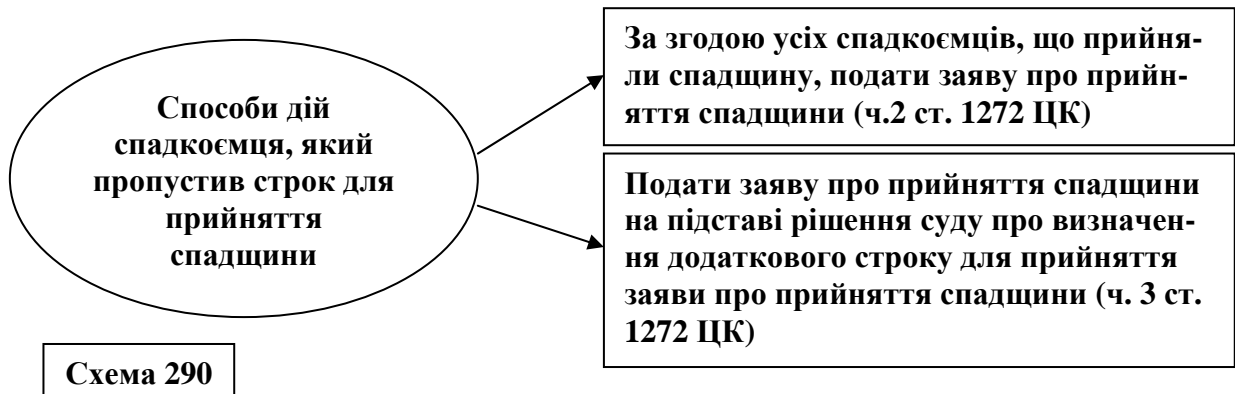 Способи дій
спадкоємця, який
пропустив строк для
прийняття
спадщини
За згодою усіх спадкоємців, що прийня-
ли спадщину, подати заяву про прийн-
яття спадщини (ч.2 ст. 1272 ЦК)
Подати заяву про прийняття спадщини
на підставі рішення суду про визначен-
ня додаткового строку для прийняття
заяви про прийняття спадщини (ч. 3 ст.
1272 ЦК)
Схема 290